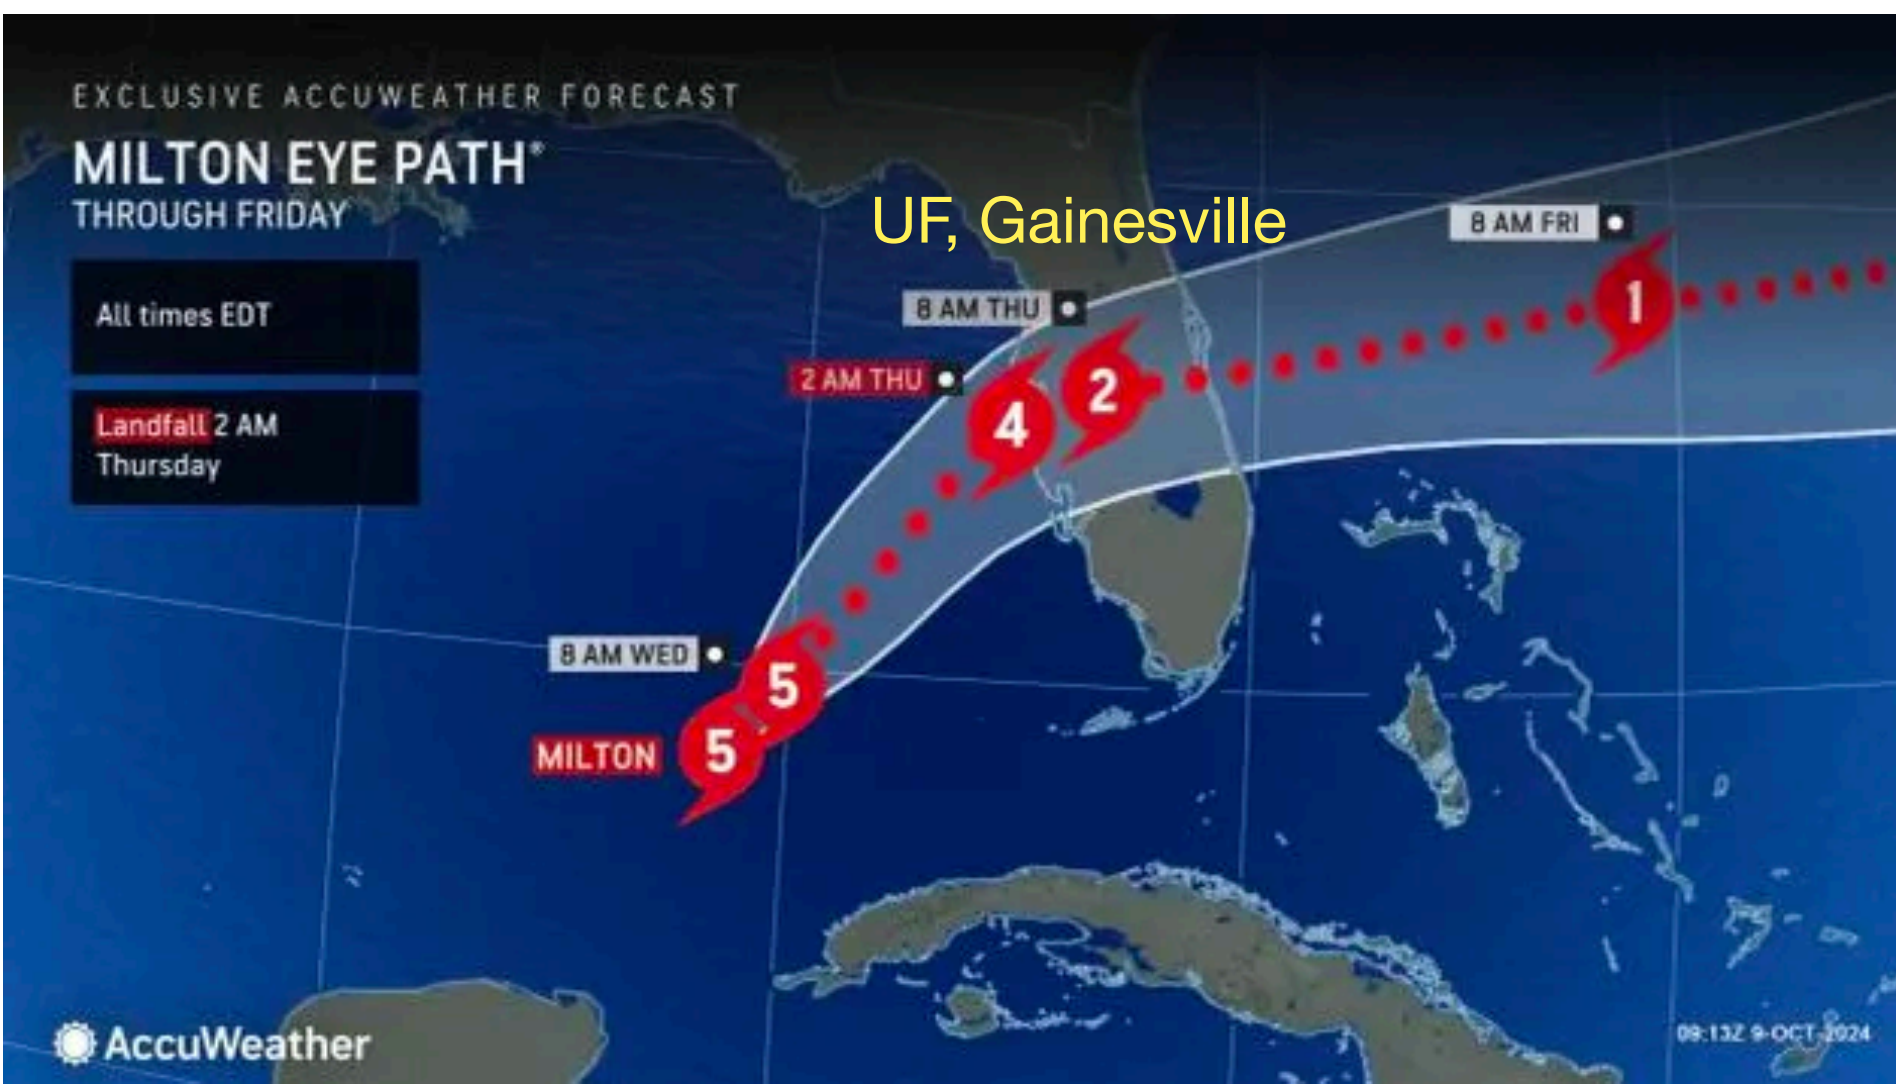 EXCLUSIVE ACCUWEATHER FORECAST
MILTON EYE PATH®
THROUGH FRIDAY
All times EDT
Landfall 2 AM
Thursday
UF, Gainesville
8 AM FRI
1
8 AM THU
2
2 AM THU
4
8 AM WED
5
MILTON
5
AccuWeather
09:13Z 9-OCT-2024